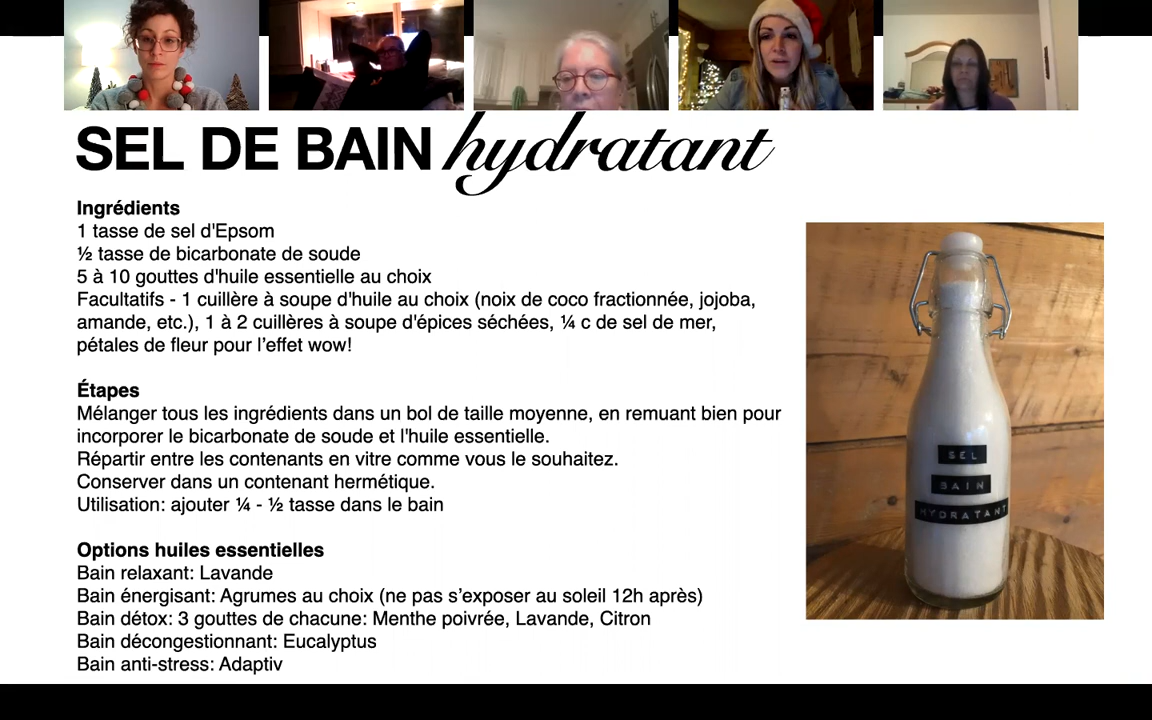 SEL DE BAIN hydratant
Ingrédients
1 tasse de sel d'Epsom
½ tasse de bicarbonate de soude
5 à 10 gouttes d'huile essentielle au choix
Facultatifs - 1 cuillère à soupe d'huile au choix (noix de coco fractionnée, jojoba,
amande, etc.), 1 à 2 cuillères à soupe d'épices séchées, ¼ c de sel de mer,
pétales de fleur pour l’effet wow!
Étapes
Mélanger tous les ingrédients dans un bol de taille moyenne, en remuant bien pour
incorporer le bicarbonate de soude et l'huile essentielle.
Répartir entre les contenants en vitre comme vous le souhaitez.
Conserver dans un contenant hermétique.
Utilisation: ajouter ¼ - ½ tasse dans le bain
Options huiles essentielles
Bain relaxant: Lavande
Bain énergisant: Agrumes au choix (ne pas s’exposer au soleil 12h après)
Bain détox: 3 gouttes de chacune: Menthe poivrée, Lavande, Citron
Bain décongestionnant: Eucalyptus
Bain anti-stress: Adaptiv
SEL
BAIN
HYDRATANT